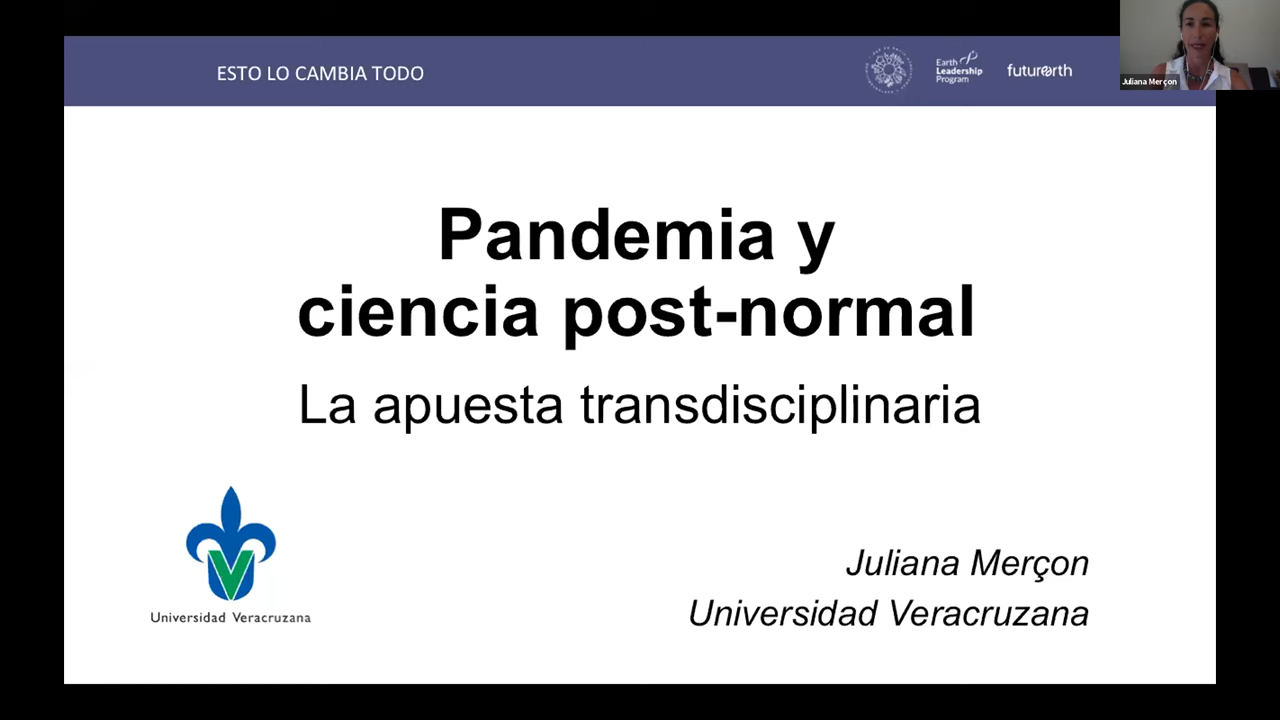 ESTO LO CAMBIA TODO
Earth
Leadership
Program
futurearth
Juliana Merçon
Pandemia y
ciencia post-normal
La apuesta transdisciplinaria
Universidad Veracruzana
Juliana Merçon
Universidad Veracruzana